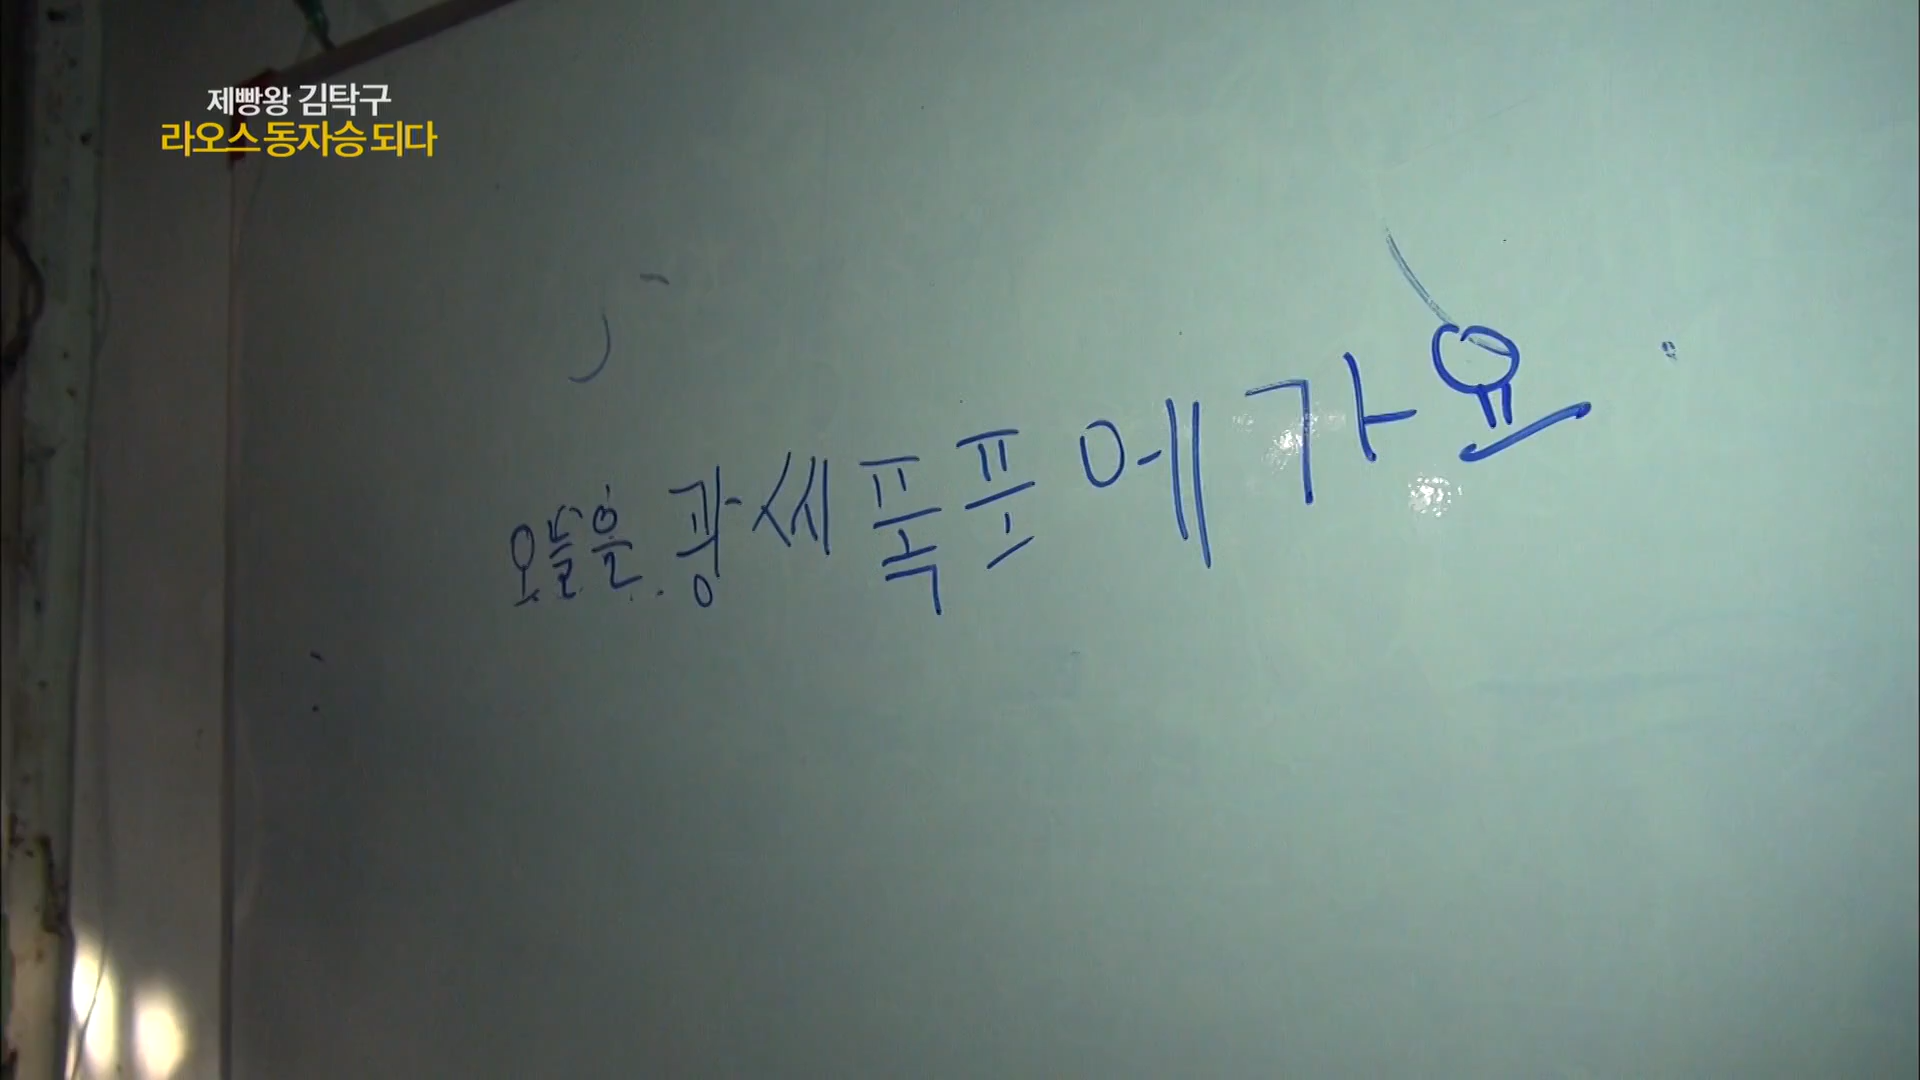 제빵왕 김탁구
라오스 동자승 되다
오늘은 광쎄폭포에 가요